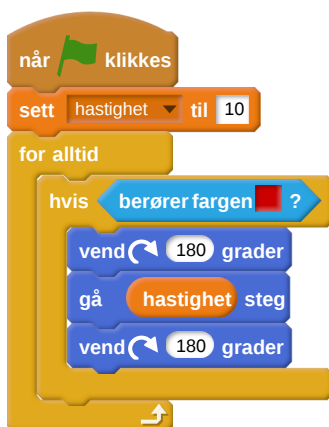 når klikkes
sett hastighet til 10
for alltid
hvis berører fargen ?
vend 180 grader
gå hastighet steg
vend 180 grader